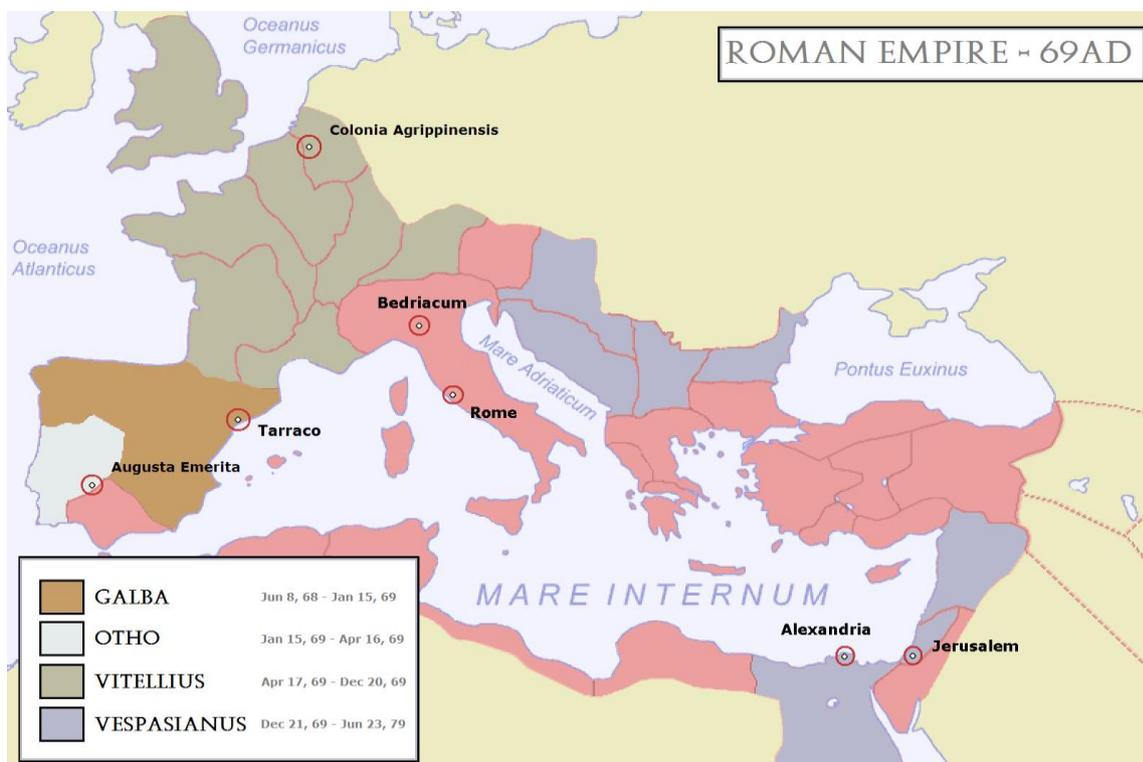 Oceanus
Germanicus
ROMAN EMPIRE - 69AD
Colonia Agrippinensis
Oceanus
Atlanticus
Bedriacum
Mare Adriaticum
Pontus Euxinus
Rome
Tarraco
Augusta Emerita
MARE INTERNUM
Alexandria
Jerusalem
GALBA Jun 8, 68 - Jan 15, 69
OTHO Jan 15, 69 - Apr 16, 69
VITELLIUS Apr 17, 69 - Dec 20, 69
VESPASIANUS Dec 21, 69 - Jun 23, 79